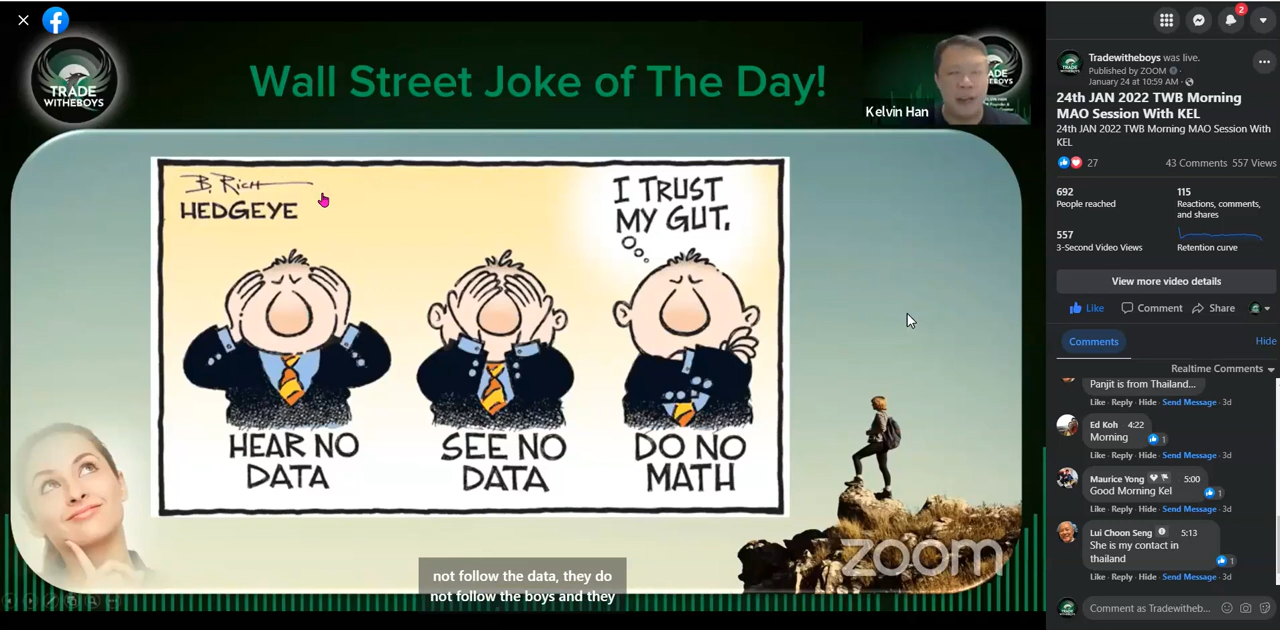 TRADE
WITHEBOYS
Wall Street Joke of The Day!
Kelvin Han
B. Rich
HEDGEYE
I TRUST
MY GUT.
HEAR NO
DATA
SEE NO
DATA
DO NO
MATH
zoom
not follow the data, they do
not follow the boys and they
2
Tradewitheboys was live.
Published by ZOOM
January 24 at 10:59 AM
24th JAN 2022 TWB Morning
MAO Session With KEL
24th JAN 2022 TWB Morning MAO Session With
KEL
27
43 Comments 557 Views
692
People reached
115
Reactions, comments,
and shares
557
3-Second Video Views
Retention curve
View more video details
Like Comment Share
Comments
Hide
Realtime Comments
Panjit is from Thailand...
Like · Reply · Hide · Send Message · 3d
Ed Koh 4:22
Morning
1
Like · Reply · Hide · Send Message · 3d
Maurice Yong 5:00
Good Morning Kel
1
Like · Reply · Hide · Send Message · 3d
Lui Choon Seng 5:13
She is my contact in
thailand
1
Like · Reply · Hide · Send Message · 3d
Comment as Tradewitheb...